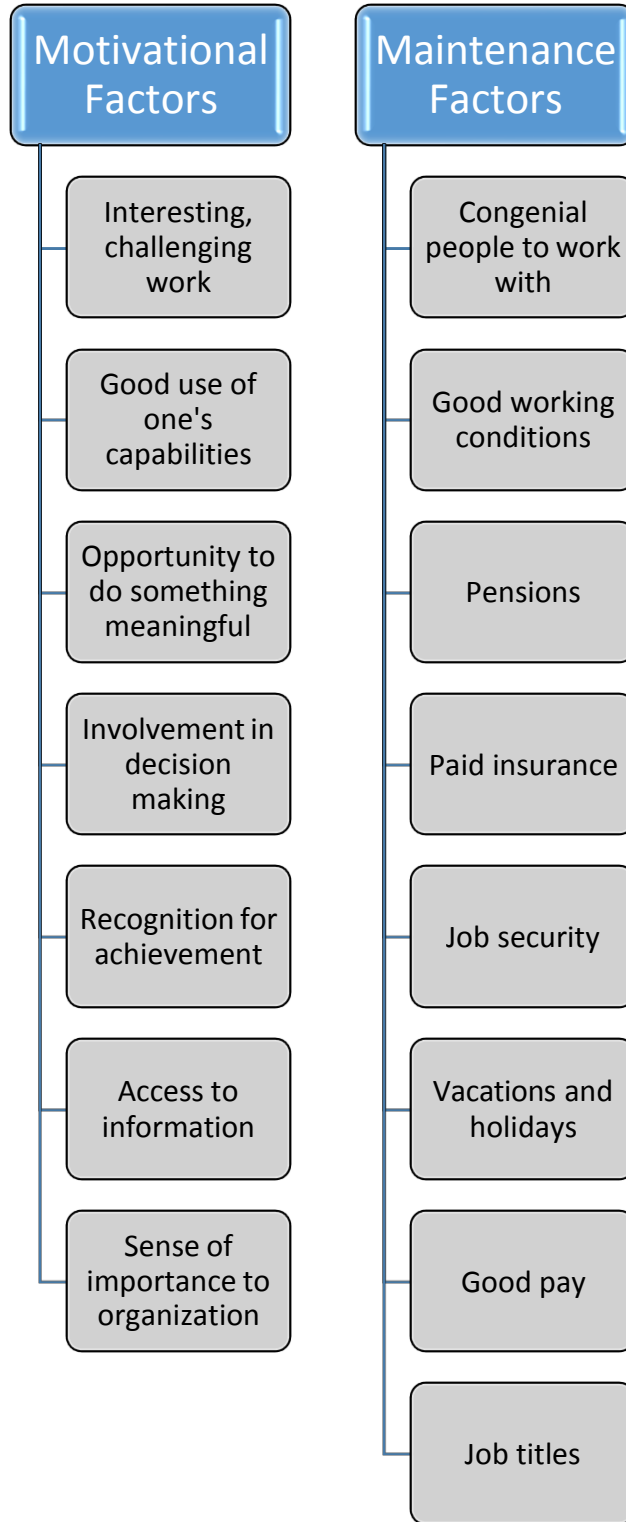 Motivational
Factors
Interesting,
challenging
work
Good use of
one's
capabilities
Opportunity to
do something
meaningful
Involvement in
decision
making
Recognition for
achievement
Access to
information
Sense of
importance to
organization
Maintenance
Factors
Congenial
people to work
with
Good working
conditions
Pensions
Paid insurance
Job security
Vacations and
holidays
Good pay
Job titles